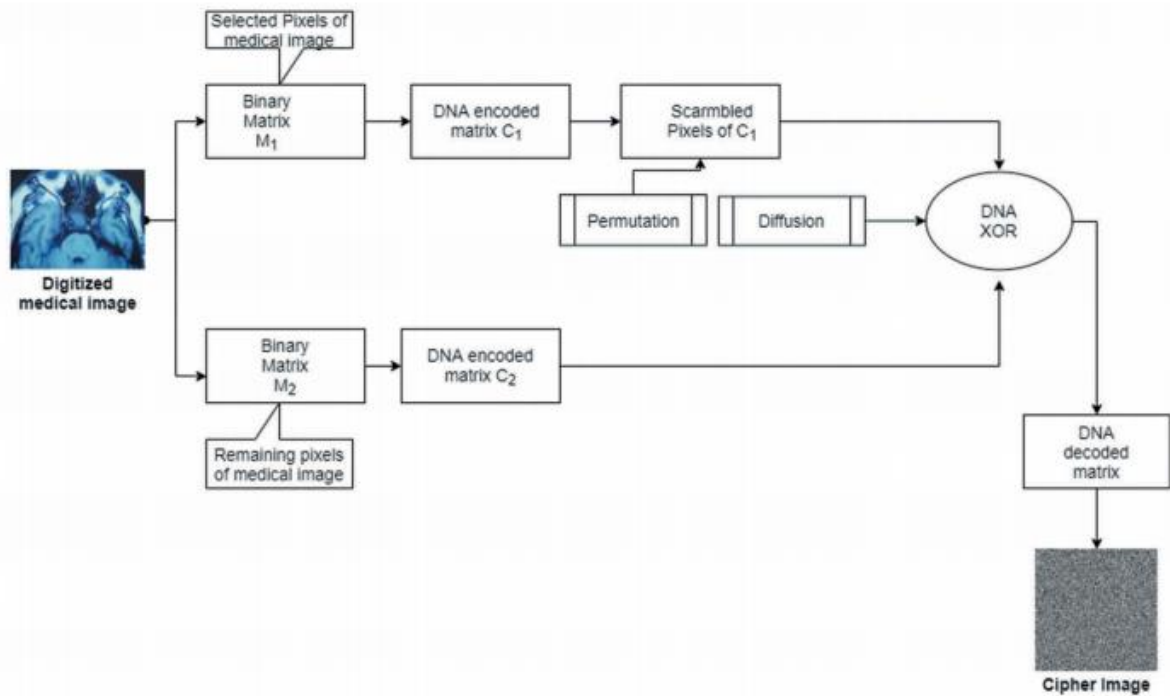 Selected Pixels of
medical image
Binary
Matrix
M1
DNA encoded
matrix C1
Scarmbled
Pixels of C1
Permutation
Diffusion
DNA
XOR
Digitized
medical image
Binary
Matrix
M2
DNA encoded
matrix C2
Remaining pixels
of medical image
DNA
decoded
matrix
Cipher Image